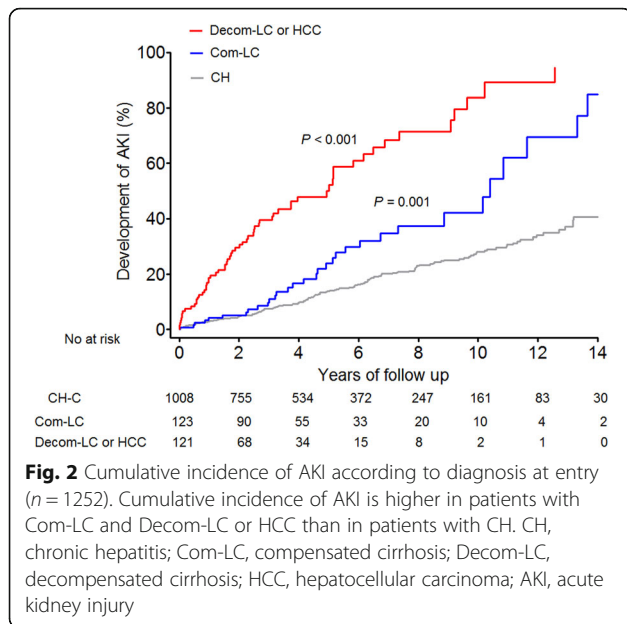 Decom-LC or HCC
Com-LC
CH
100
80
60
40
20
0
Development of AKI (%)
P < 0.001
P = 0.001
No at risk
0 2 4 6 8 10 12 14
Years of follow up
CH-C 1008 755 534 372 247 161 83 30
Com-LC 123 90 55 33 20 10 4 2
Decom-LC or HCC 121 68 34 15 8 2 1 0
Fig. 2 Cumulative incidence of AKI according to diagnosis at entry
(n = 1252). Cumulative incidence of AKI is higher in patients with
Com-LC and Decom-LC or HCC than in patients with CH. CH,
chronic hepatitis; Com-LC, compensated cirrhosis; Decom-LC,
decompensated cirrhosis; HCC, hepatocellular carcinoma; AKI, acute
kidney injury